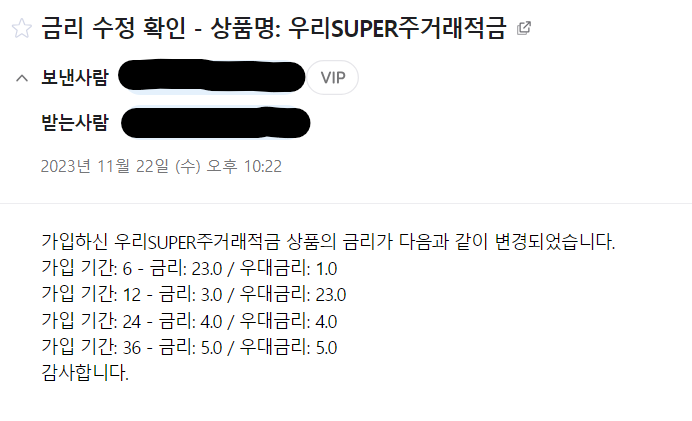 금리 수정 확인 - 상품명: 우리SUPER주거래적금
보낸사람 VIP
받는사람
2023년 11월 22일 (수) 오후 10:22
가입하신 우리SUPER주거래적금 상품의 금리가 다음과 같이 변경되었습니다.
가입 기간: 6 - 금리: 23.0 / 우대금리: 1.0
가입 기간: 12 - 금리: 3.0 / 우대금리: 23.0
가입 기간: 24 - 금리: 4.0 / 우대금리: 4.0
가입 기간: 36 - 금리: 5.0 / 우대금리: 5.0
감사합니다.